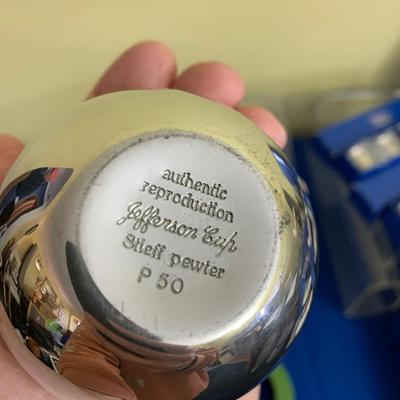 authentic
reproduction
Jefferson Cup
Stieff pewter
P 50